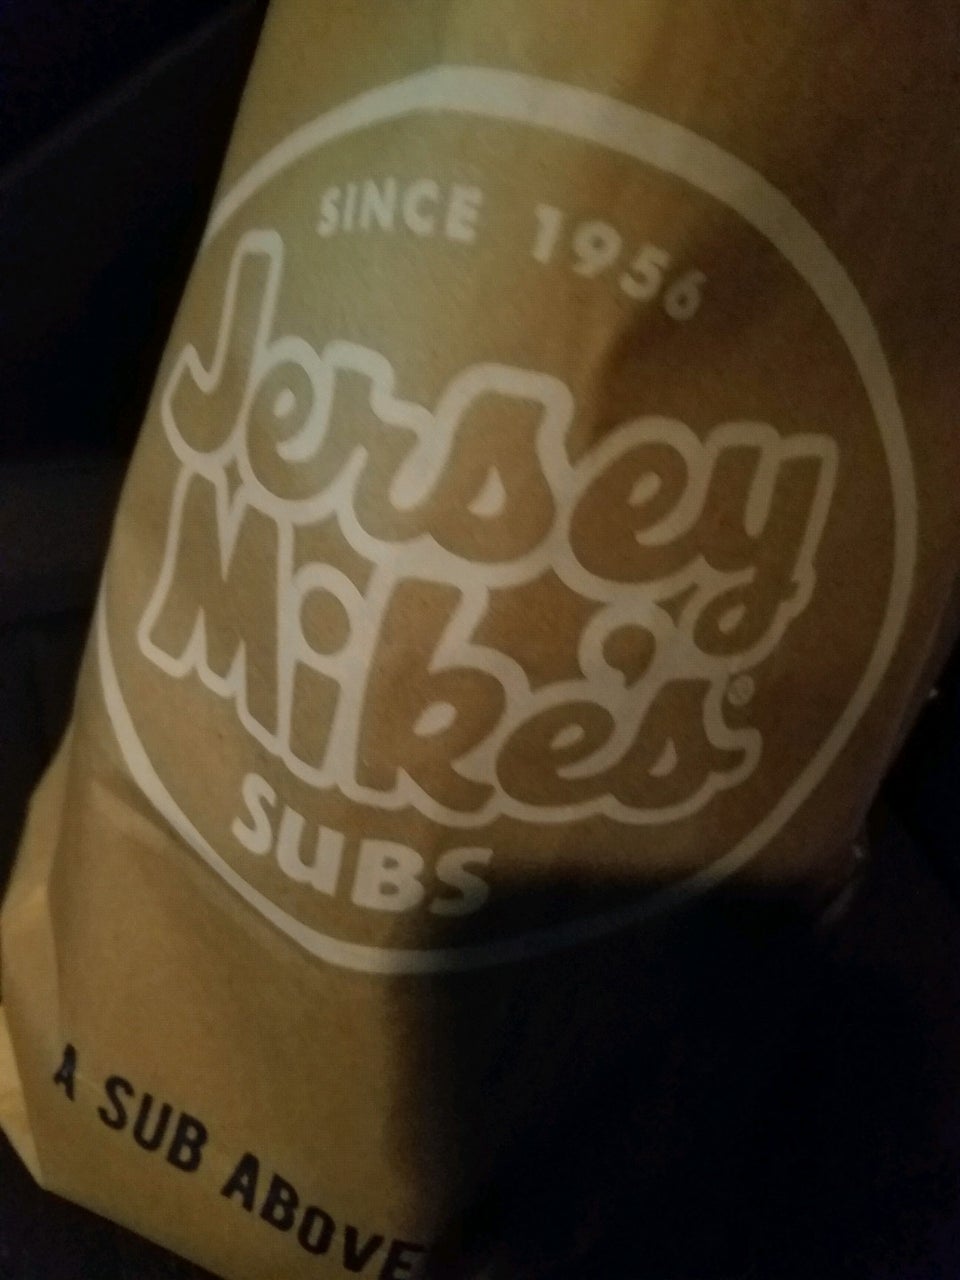 SINCE 1956
Jersey
Mike's
®
SUBS
A SUB ABOVE